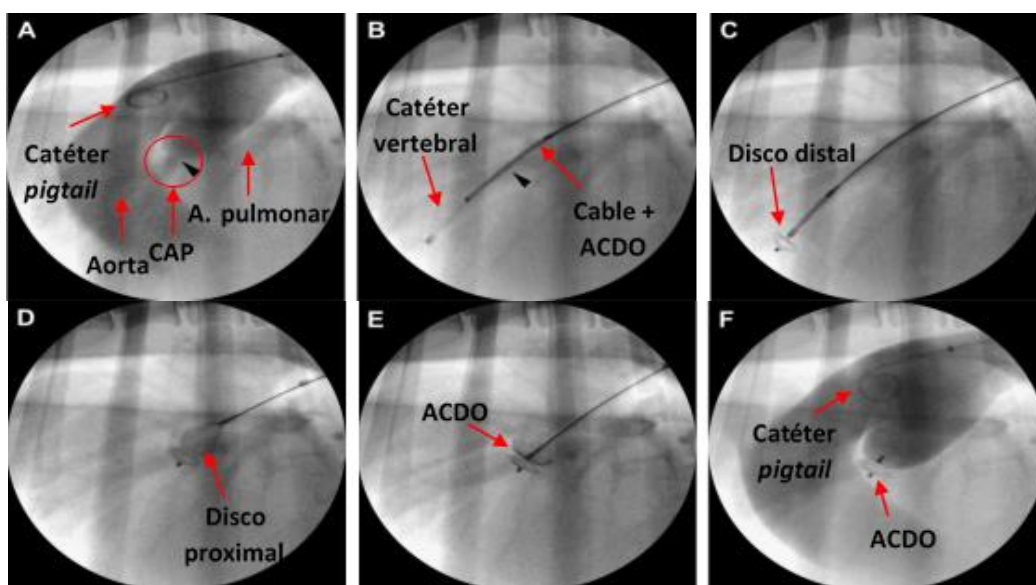 A
Catéter
pigtail
Aorta
CAP
A. pulmonar
B
Catéter
vertebral
Cable +
ACDO
C
Disco distal
D
Disco
proximal
E
ACDO
F
Catéter
pigtail
ACDO